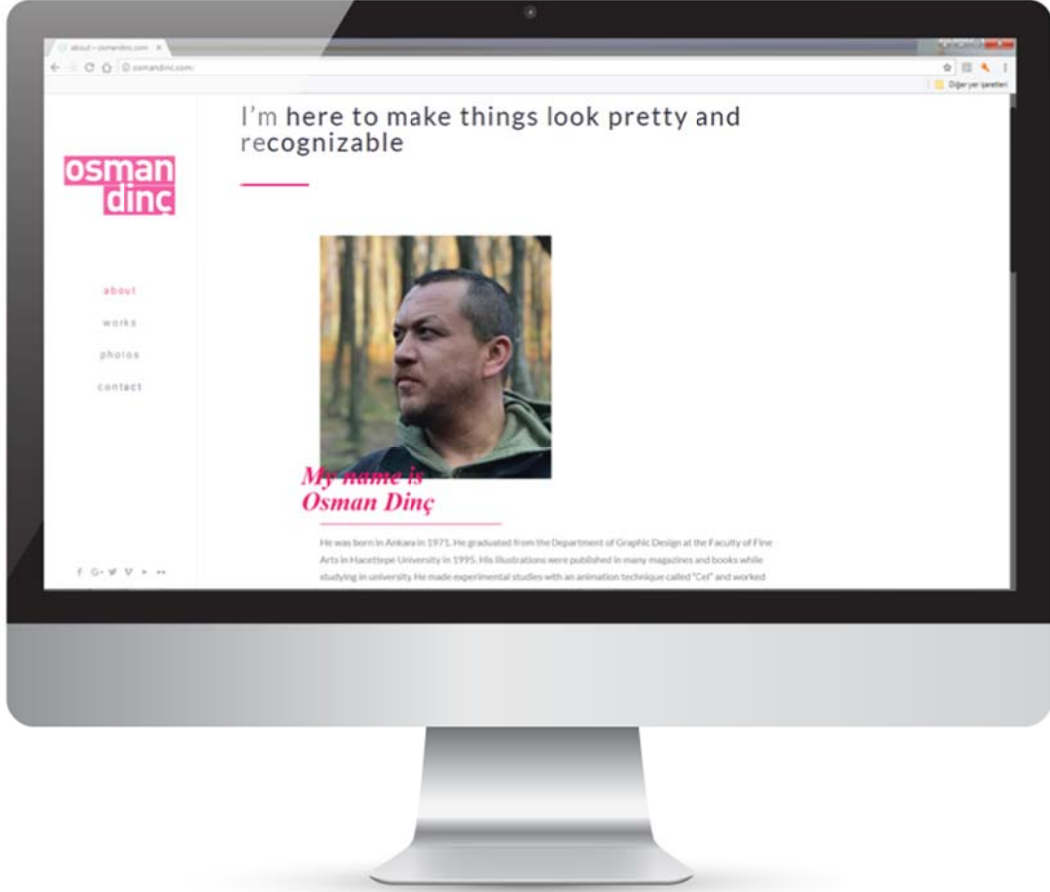 about – osmandinc.com
osmandinc.com/
Diğer yer işaretleri
I'm here to make things look pretty and
recognizable
osman
dinç
about
works
photos
contact
My name is
Osman Dinç
He was born in Ankara in 1971. He graduated from the Department of Graphic Design at the Faculty of Fine
Arts in Hacettepe University in 1995. His illustrations were published in many magazines and books while
studying in university. He made experimental studies with an animation technique called "Cel" and worked